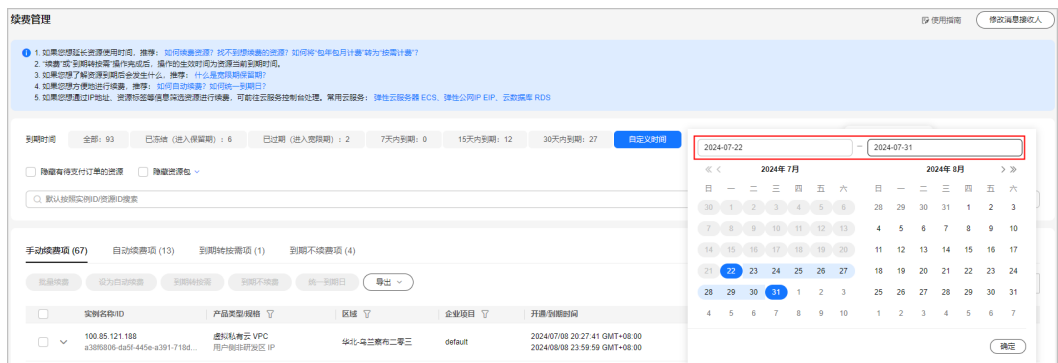 续费管理
使用指南
修改消息接收人
1. 如果您想延长资源使用时间，推荐： 如何续费资源？找不到想续费的资源？如何将“包年包月计费”转为“按需计费”？
2. “续费”或“到期转按需”操作完成后，操作的生效时间为资源当前到期时间。
3. 如果您想了解资源到期后会发生什么，推荐： 什么是宽限期保留期？
4. 如果您想方便地进行续费，推荐： 如何自动续费？如何统一到期日？
5. 如果您想通过IP地址、资源标签等信息筛选资源进行续费，可前往云服务控制台处理。常用云服务： 弹性云服务器 ECS、弹性公网IP EIP、云数据库 RDS
到期时间 全部：93 已冻结（进入保留期）：6 已过期（进入宽限期）：2 7天内到期：0 15天内到期：12 30天内到期：27 自定义时间
隐藏有待支付订单的资源 隐藏资源包
默认按照实例ID/资源ID搜索
手动续费项 (67) 自动续费项 (13) 到期转按需项 (1) 到期不续费项 (4)
批量续费 设为自动续费 到期转按需 到期不续费 统一到期日 导出
实例名称/ID 产品类型/规格 区域 企业项目 开通/到期时间
100.85.121.188 虚拟私有云 VPC 华北-乌兰察布二零三 default 2024/07/08 20:27:41 GMT+08:00
a38f6806-da5f-445e-a391-718d... 用户侧非研发区 IP 2024/08/08 23:59:59 GMT+08:00
2024-07-22 – 2024-07-31
2024年 7月 2024年 8月
日 一 二 三 四 五 六 日 一 二 三 四 五 六
30 1 2 3 4 5 6 28 29 30 31 1 2 3
7 8 9 10 11 12 13 4 5 6 7 8 9 10
14 15 16 17 18 19 20 11 12 13 14 15 16 17
21 22 23 24 25 26 27 18 19 20 21 22 23 24
28 29 30 31 1 2 3 25 26 27 28 29 30 31
4 5 6 7 8 9 10 1 2 3 4 5 6 7
确定